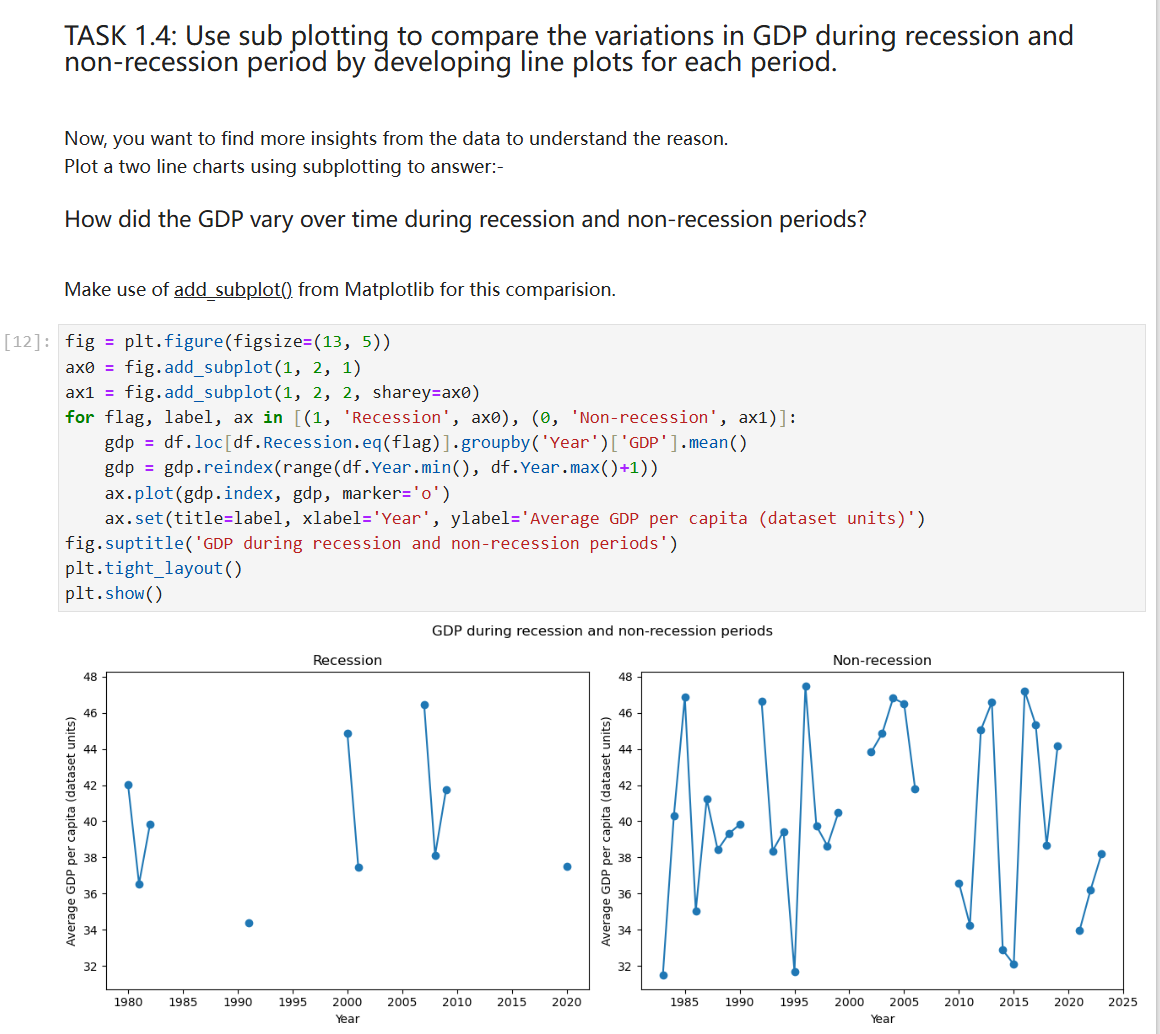 TASK 1.4: Use sub plotting to compare the variations in GDP during recession and
non-recession period by developing line plots for each period.
Now, you want to find more insights from the data to understand the reason.
Plot a two line charts using subplotting to answer:-
How did the GDP vary over time during recession and non-recession periods?
Make use of add_subplot() from Matplotlib for this comparision.
[12]: fig = plt.figure(figsize=(13, 5))
ax0 = fig.add_subplot(1, 2, 1)
ax1 = fig.add_subplot(1, 2, 2, sharey=ax0)
for flag, label, ax in [(1, 'Recession', ax0), (0, 'Non-recession', ax1)]:
    gdp = df.loc[df.Recession.eq(flag)].groupby('Year')['GDP'].mean()
    gdp = gdp.reindex(range(df.Year.min(), df.Year.max()+1))
    ax.plot(gdp.index, gdp, marker='o')
    ax.set(title=label, xlabel='Year', ylabel='Average GDP per capita (dataset units)')
fig.suptitle('GDP during recession and non-recession periods')
plt.tight_layout()
plt.show()
GDP during recession and non-recession periods
Recession
Average GDP per capita (dataset units)
48
46
44
42
40
38
36
34
32
1980 1985 1990 1995 2000 2005 2010 2015 2020
Year
Non-recession
Average GDP per capita (dataset units)
48
46
44
42
40
38
36
34
32
1985 1990 1995 2000 2005 2010 2015 2020 2025
Year